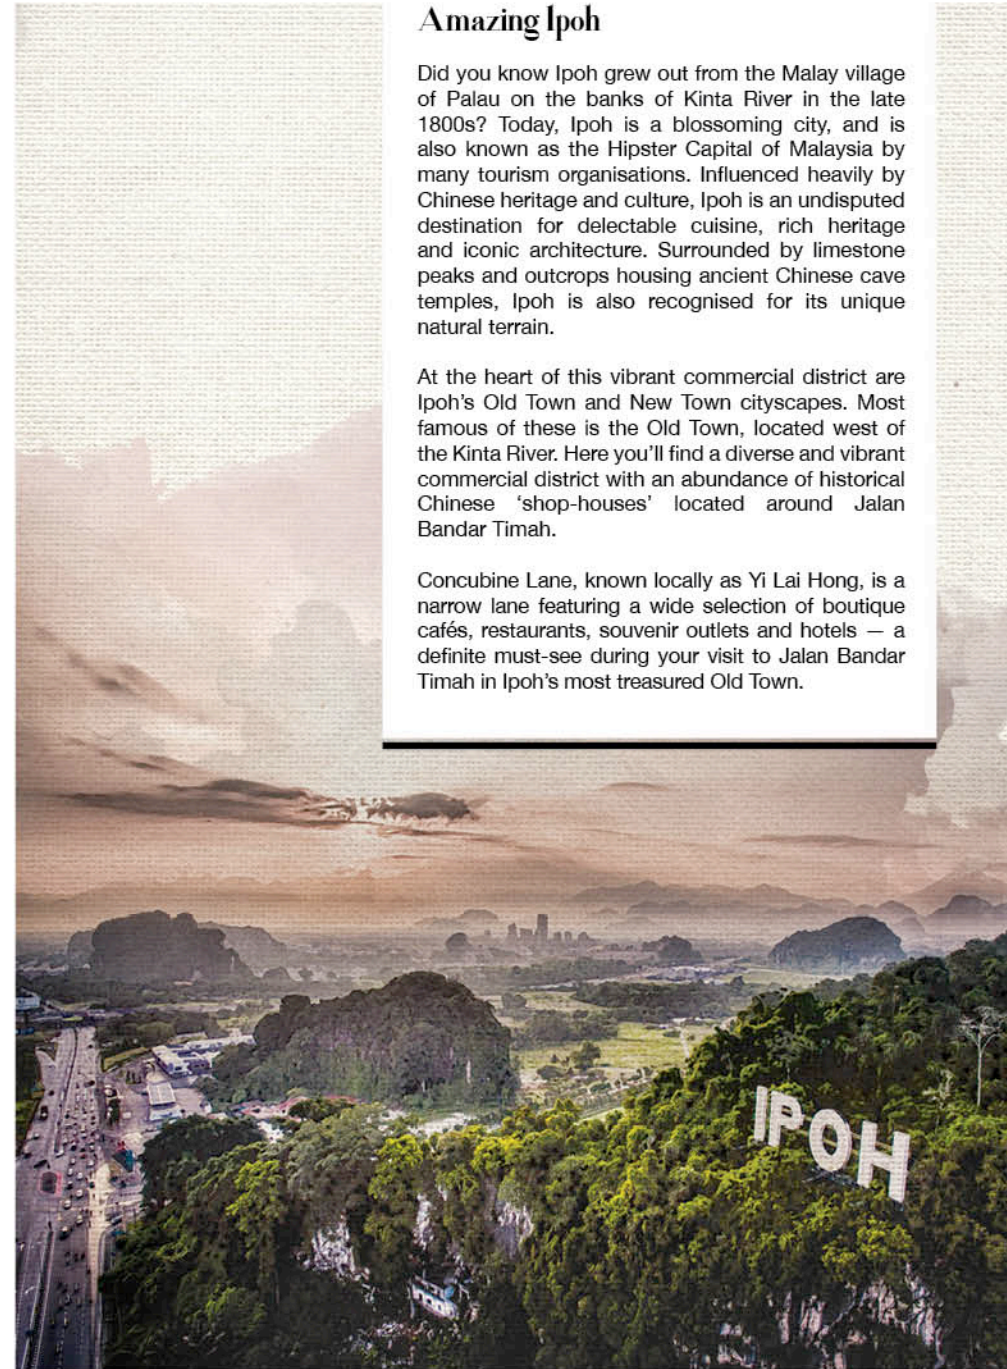 Amazing Ipoh
Did you know Ipoh grew out from the Malay village
of Palau on the banks of Kinta River in the late
1800s? Today, Ipoh is a blossoming city, and is
also known as the Hipster Capital of Malaysia by
many tourism organisations. Influenced heavily by
Chinese heritage and culture, Ipoh is an undisputed
destination for delectable cuisine, rich heritage
and iconic architecture. Surrounded by limestone
peaks and outcrops housing ancient Chinese cave
temples, Ipoh is also recognised for its unique
natural terrain.
At the heart of this vibrant commercial district are
Ipoh’s Old Town and New Town cityscapes. Most
famous of these is the Old Town, located west of
the Kinta River. Here you’ll find a diverse and vibrant
commercial district with an abundance of historical
Chinese ‘shop-houses’ located around Jalan
Bandar Timah.
Concubine Lane, known locally as Yi Lai Hong, is a
narrow lane featuring a wide selection of boutique
cafés, restaurants, souvenir outlets and hotels — a
definite must-see during your visit to Jalan Bandar
Timah in Ipoh’s most treasured Old Town.
IPOH